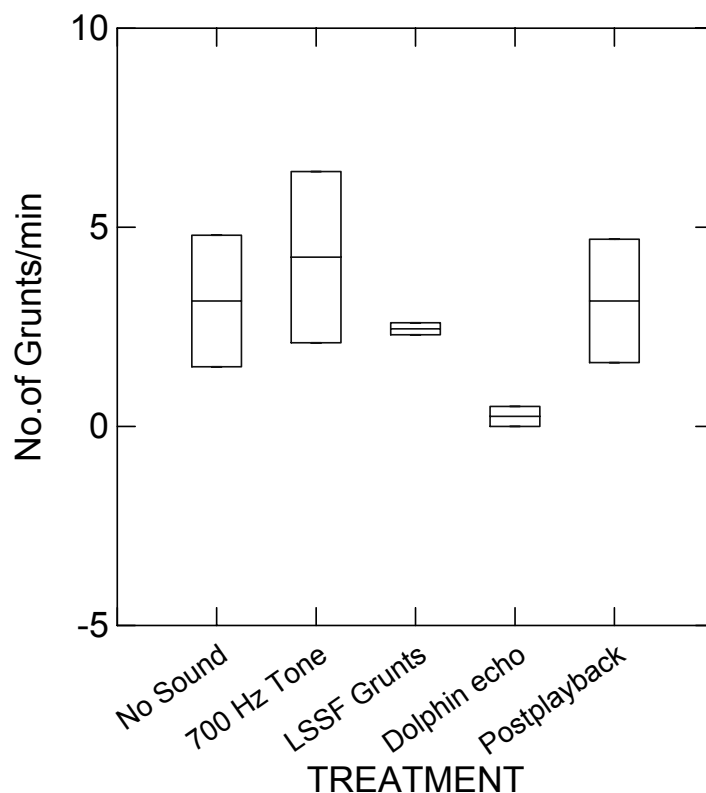 10
5
0
-5
No.of Grunts/min
No Sound
700 Hz Tone
LSSF Grunts
Dolphin echo
Postplayback
TREATMENT